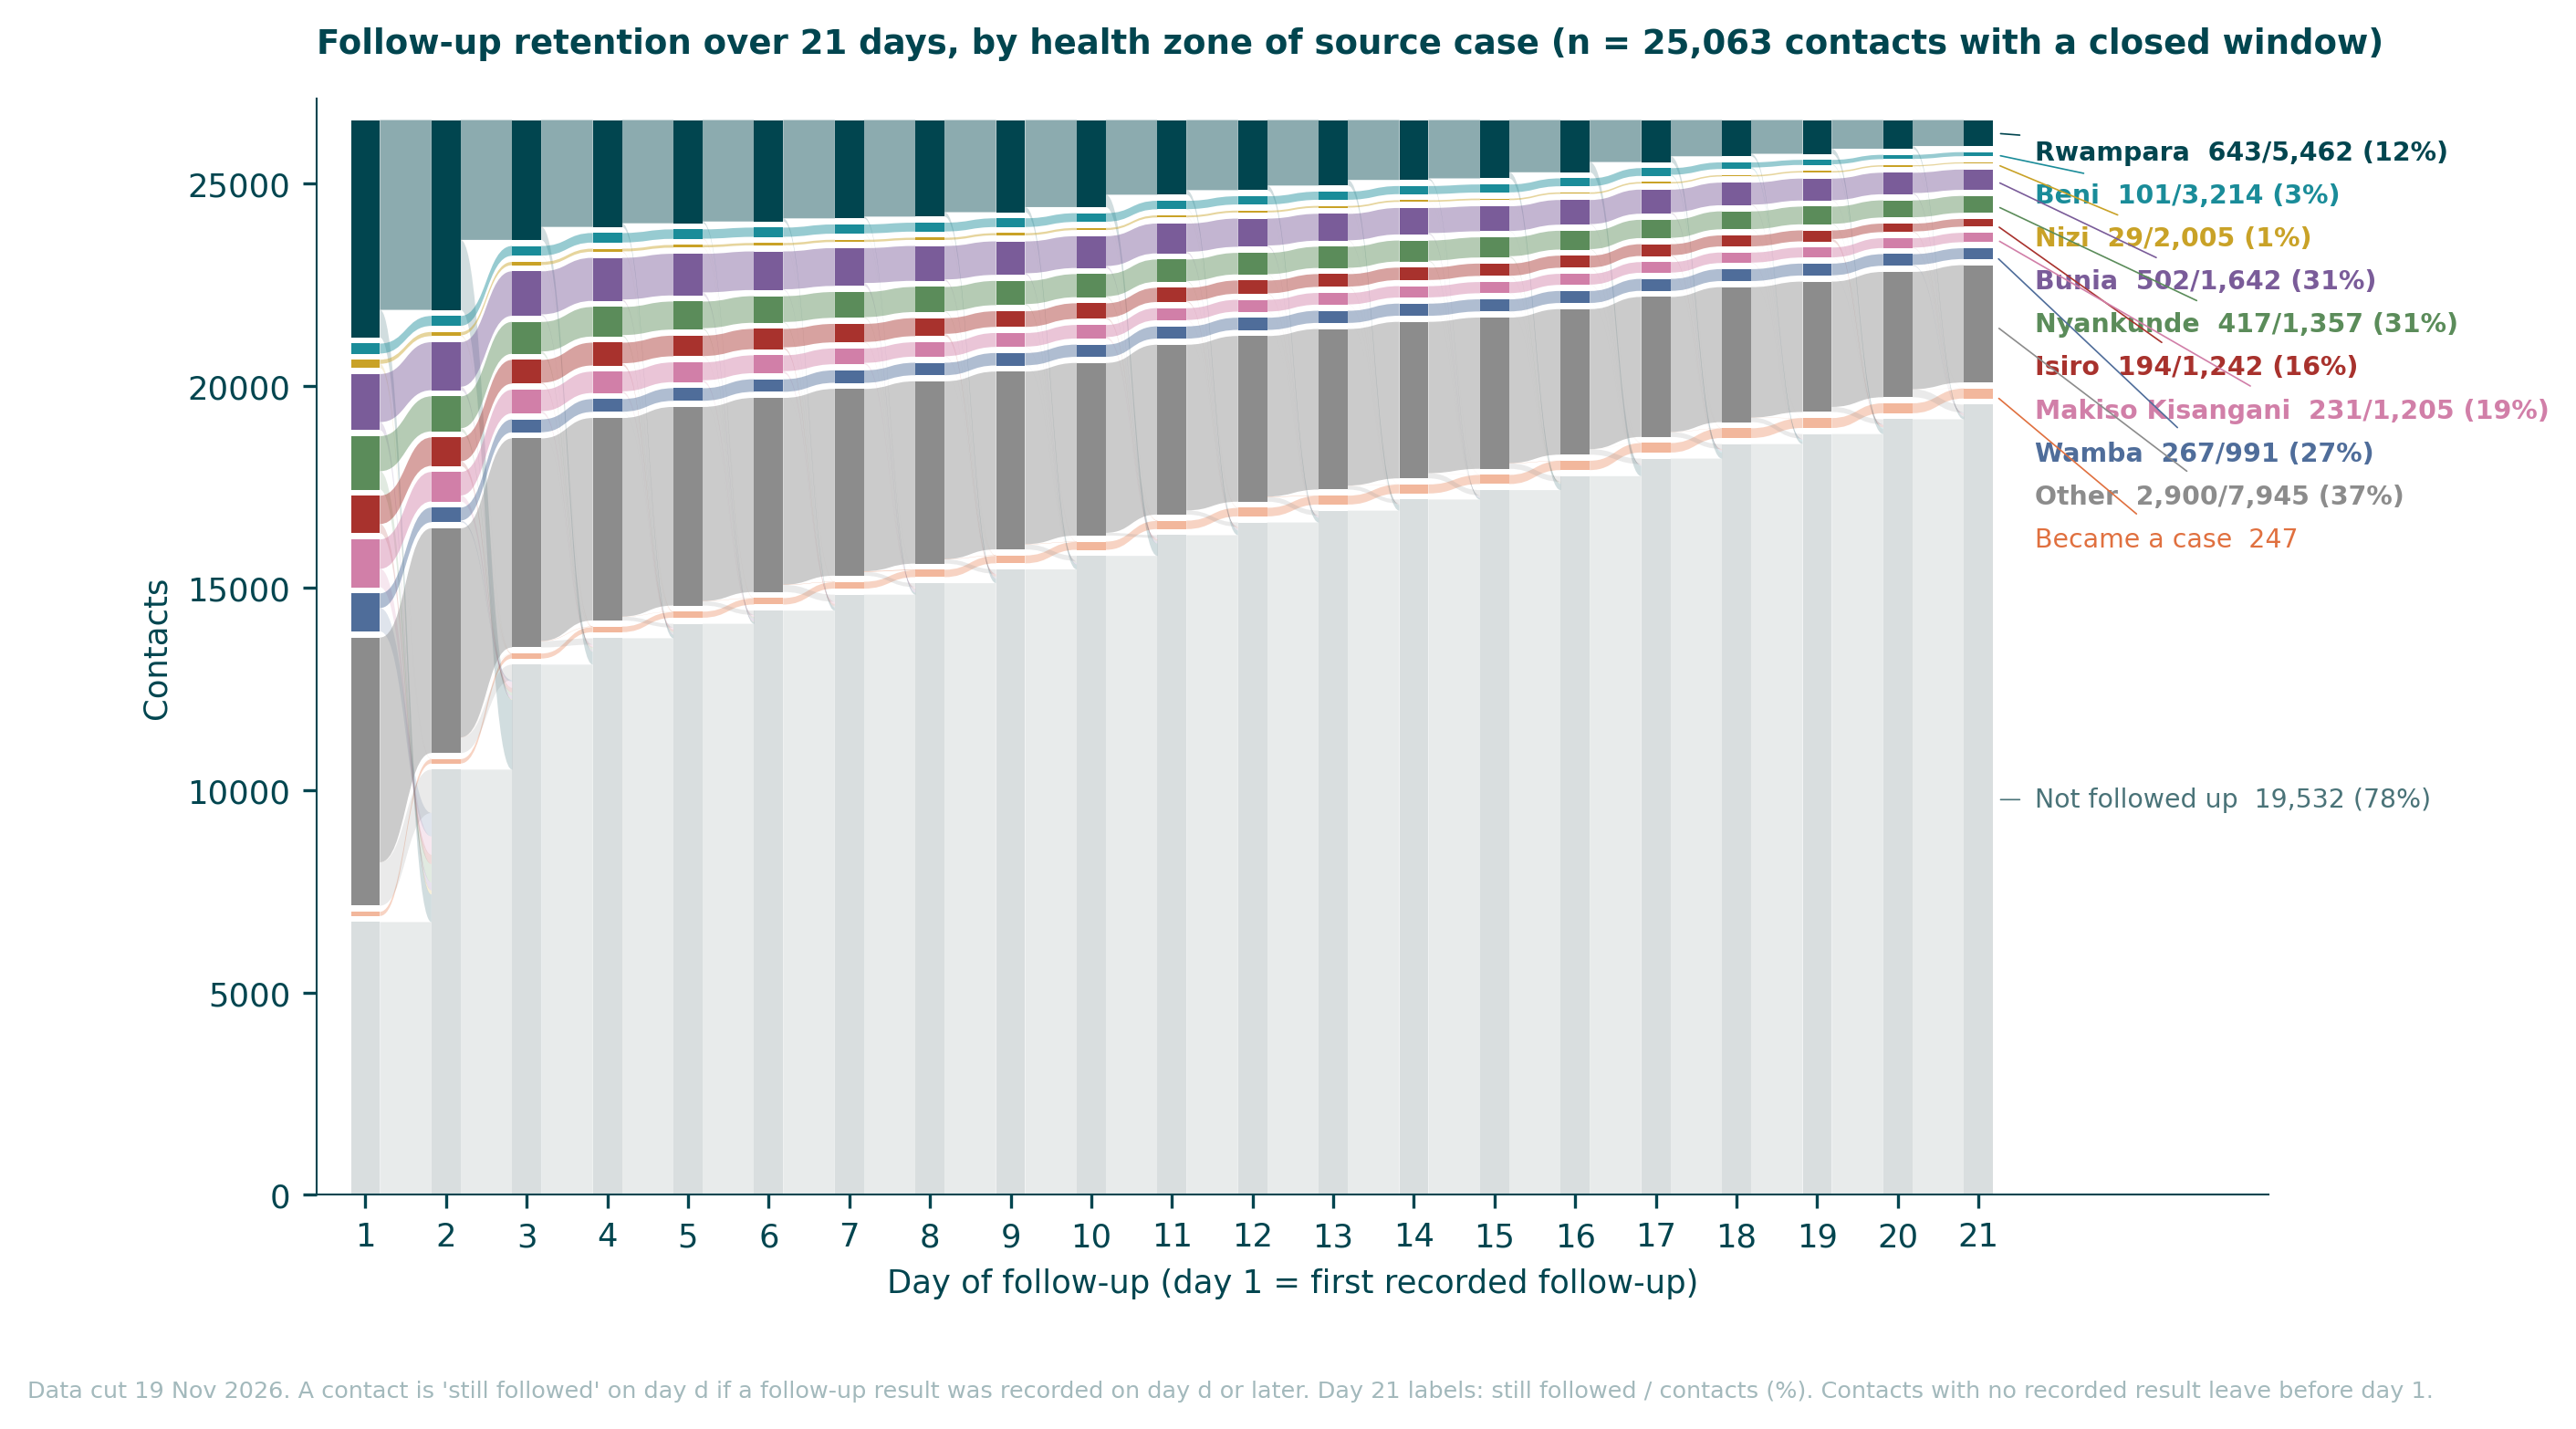 Follow-up retention over 21 days, by health zone of source case (n = 25,063 contacts with a closed window)
Contacts
25000
20000
15000
10000
5000
0
Rwampara 643/5,462 (12%)
Beni 101/3,214 (3%)
Nizi 29/2,005 (1%)
Bunia 502/1,642 (31%)
Nyankunde 417/1,357 (31%)
Isiro 194/1,242 (16%)
Makiso Kisangani 231/1,205 (19%)
Wamba 267/991 (27%)
Other 2,900/7,945 (37%)
Became a case 247
Not followed up 19,532 (78%)
1 2 3 4 5 6 7 8 9 10 11 12 13 14 15 16 17 18 19 20 21
Day of follow-up (day 1 = first recorded follow-up)
Data cut 19 Nov 2026. A contact is 'still followed' on day d if a follow-up result was recorded on day d or later. Day 21 labels: still followed / contacts (%). Contacts with no recorded result leave before day 1.